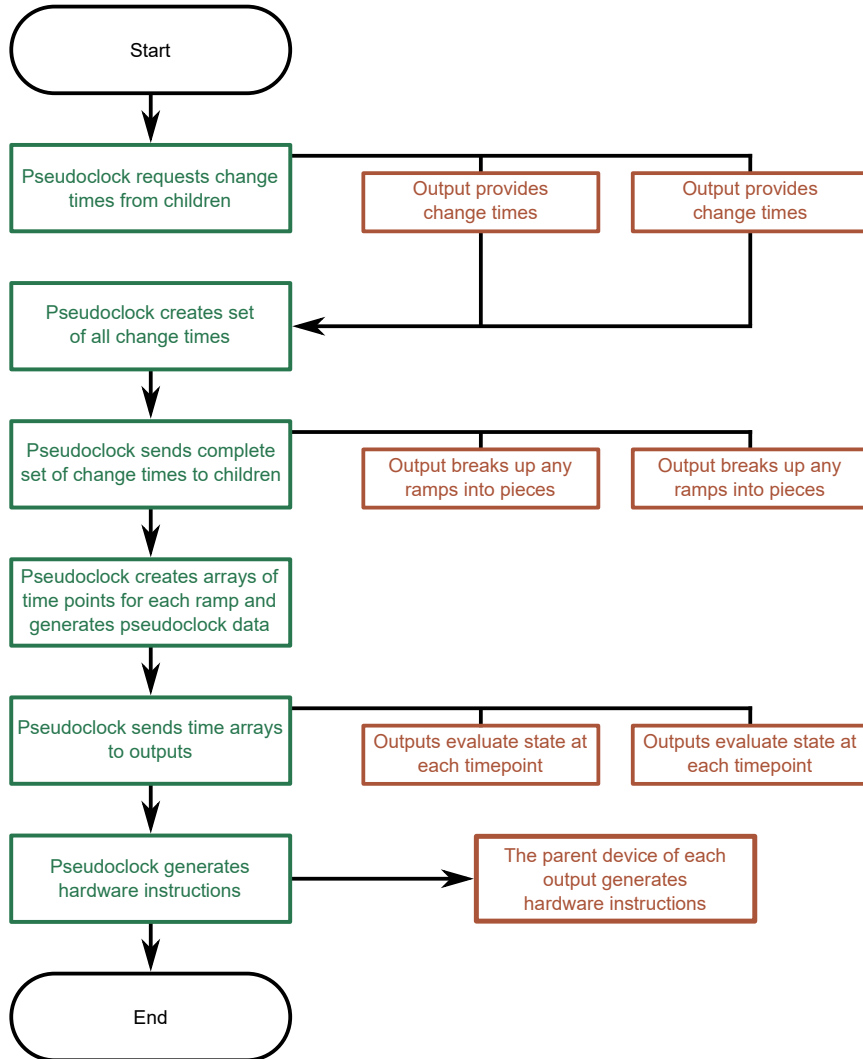 Start
Pseudoclock requests change
times from children
Output provides
change times
Output provides
change times
Pseudoclock creates set
of all change times
Pseudoclock sends complete
set of change times to children
Output breaks up any
ramps into pieces
Output breaks up any
ramps into pieces
Pseudoclock creates arrays of
time points for each ramp and
generates pseudoclock data
Pseudoclock sends time arrays
to outputs
Outputs evaluate state at
each timepoint
Outputs evaluate state at
each timepoint
Pseudoclock generates
hardware instructions
The parent device of each
output generates
hardware instructions
End